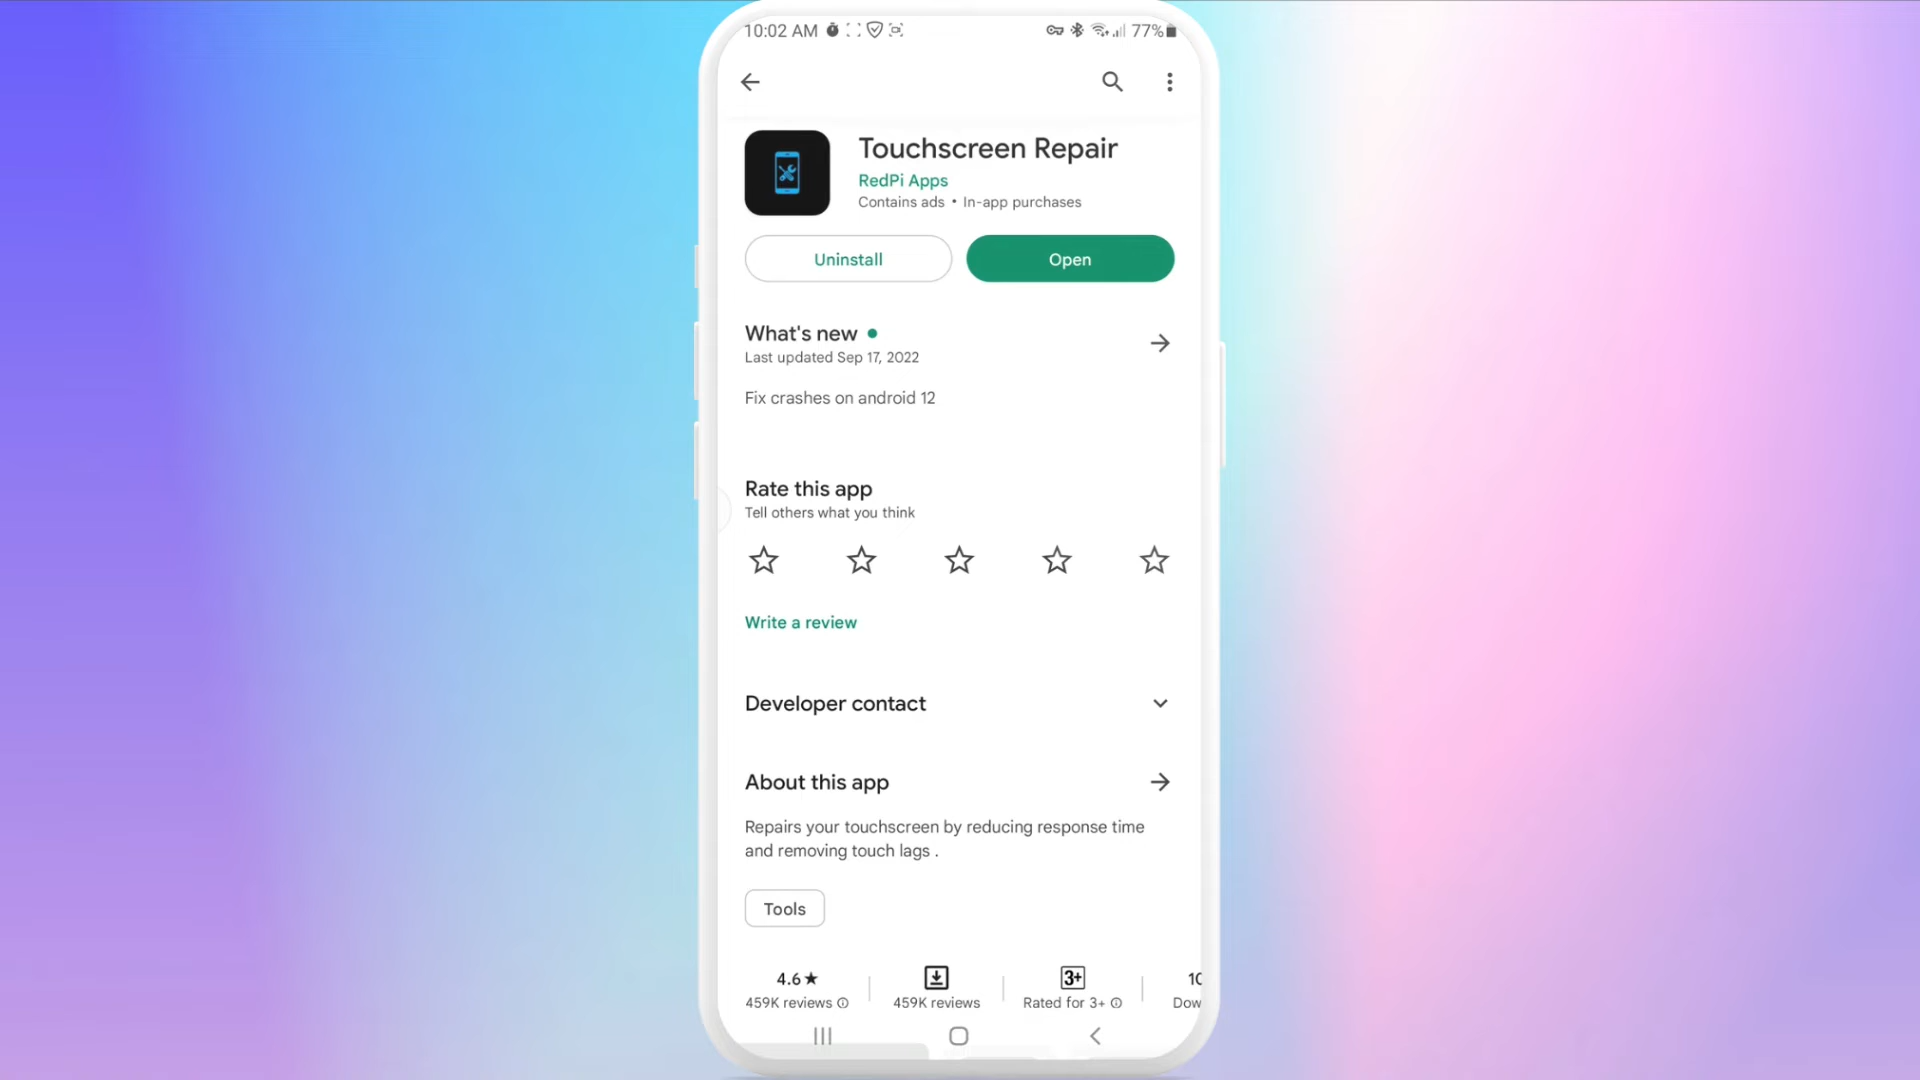 10:02 AM 77%
Touchscreen Repair
RedPi Apps
Contains ads • In-app purchases
Uninstall Open
What's new
Last updated Sep 17, 2022
Fix crashes on android 12
Rate this app
Tell others what you think
Write a review
Developer contact
About this app
Repairs your touchscreen by reducing response time
and removing touch lags .
Tools
4.6★ 3+ 10
459K reviews 459K reviews Rated for 3+ Dow